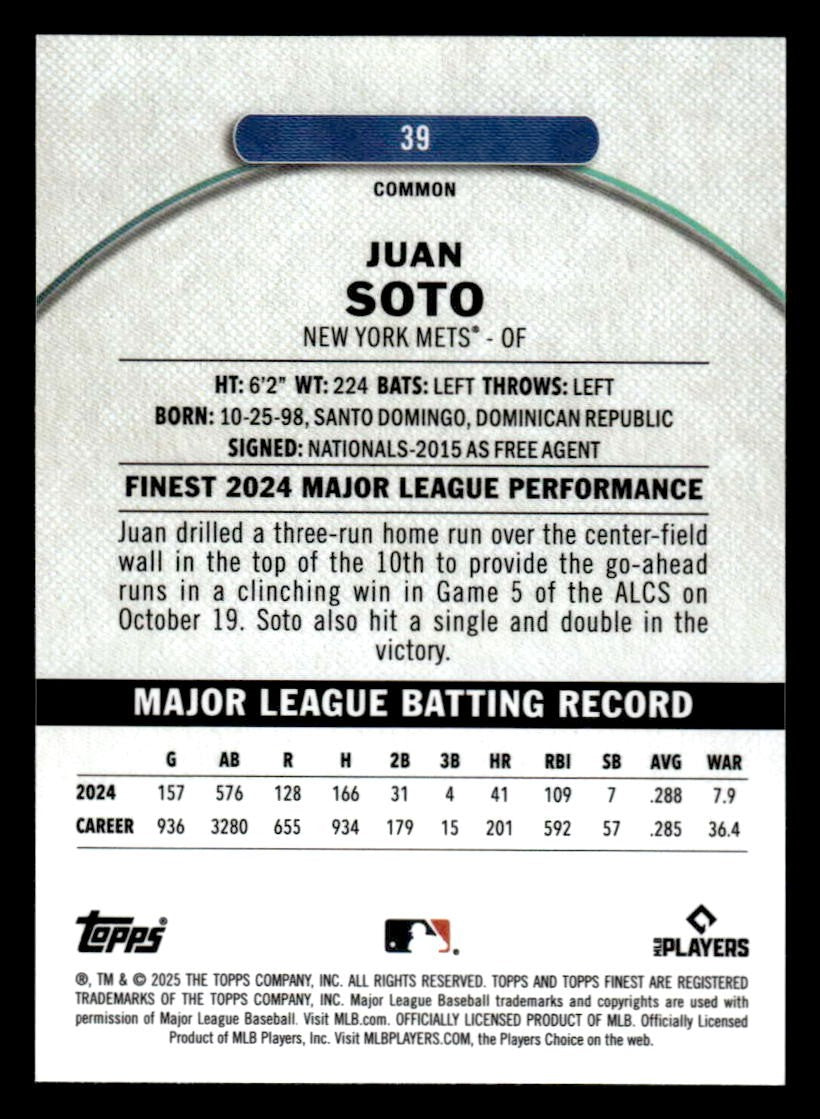 39
COMMON
JUAN
SOTO
NEW YORK METS® - OF
HT: 6'2" WT: 224 BATS: LEFT THROWS: LEFT
BORN: 10-25-98, SANTO DOMINGO, DOMINICAN REPUBLIC
SIGNED: NATIONALS-2015 AS FREE AGENT
FINEST 2024 MAJOR LEAGUE PERFORMANCE
Juan drilled a three-run home run over the center-field
wall in the top of the 10th to provide the go-ahead
runs in a clinching win in Game 5 of the ALCS on
October 19. Soto also hit a single and double in the
victory.
MAJOR LEAGUE BATTING RECORD
G AB R H 2B 3B HR RBI SB AVG WAR
2024 157 576 128 166 31 4 41 109 7 .288 7.9
CAREER 936 3280 655 934 179 15 201 592 57 .285 36.4
Topps® MLB PLAYERS
®, TM & © 2025 THE TOPPS COMPANY, INC. ALL RIGHTS RESERVED. TOPPS AND TOPPS FINEST ARE REGISTERED
TRADEMARKS OF THE TOPPS COMPANY, INC. Major League Baseball trademarks and copyrights are used with
permission of Major League Baseball. Visit MLB.com. OFFICIALLY LICENSED PRODUCT OF MLB. Officially Licensed
Product of MLB Players, Inc. Visit MLBPLAYERS.COM, the Players Choice on the web.